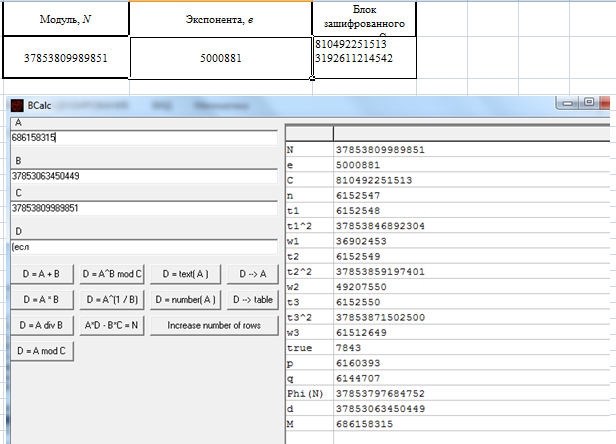 Модуль, N Экспонента, e Блок
зашифрованного
37853809989851 5000881 810492251513
3192611214542
BCalc
A
686158315
B
37853063450449
C
37853809989851
D
(есл
D = A + B D = A^B mod C D = text( A ) D --> A
D = A * B D = A^(1 / B) D = number( A ) D --> table
D = A div B A*D - B*C = N Increase number of rows
D = A mod C
N 37853809989851
e 5000881
C 810492251513
n 6152547
t1 6152548
t1^2 37853846892304
w1 36902453
t2 6152549
t2^2 37853859197401
w2 49207550
t3 6152550
t3^2 37853871502500
w3 61512649
true 7843
p 6160393
q 6144707
Phi(N) 37853797684752
d 37853063450449
M 686158315